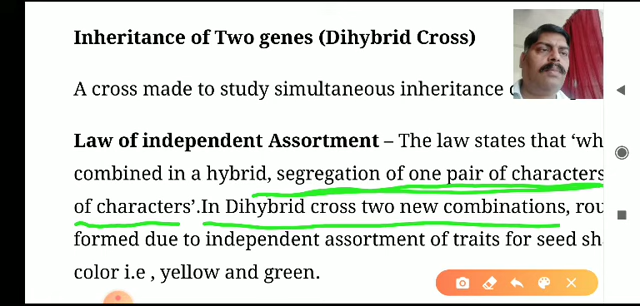 Inheritance of Two genes (Dihybrid Cross)
A cross made to study simultaneous inheritance
Law of independent Assortment – The law states that ‘wh
combined in a hybrid, segregation of one pair of characters
of characters’.In Dihybrid cross two new combinations, rou
formed due to independent assortment of traits for seed sh
color i.e , yellow and green.